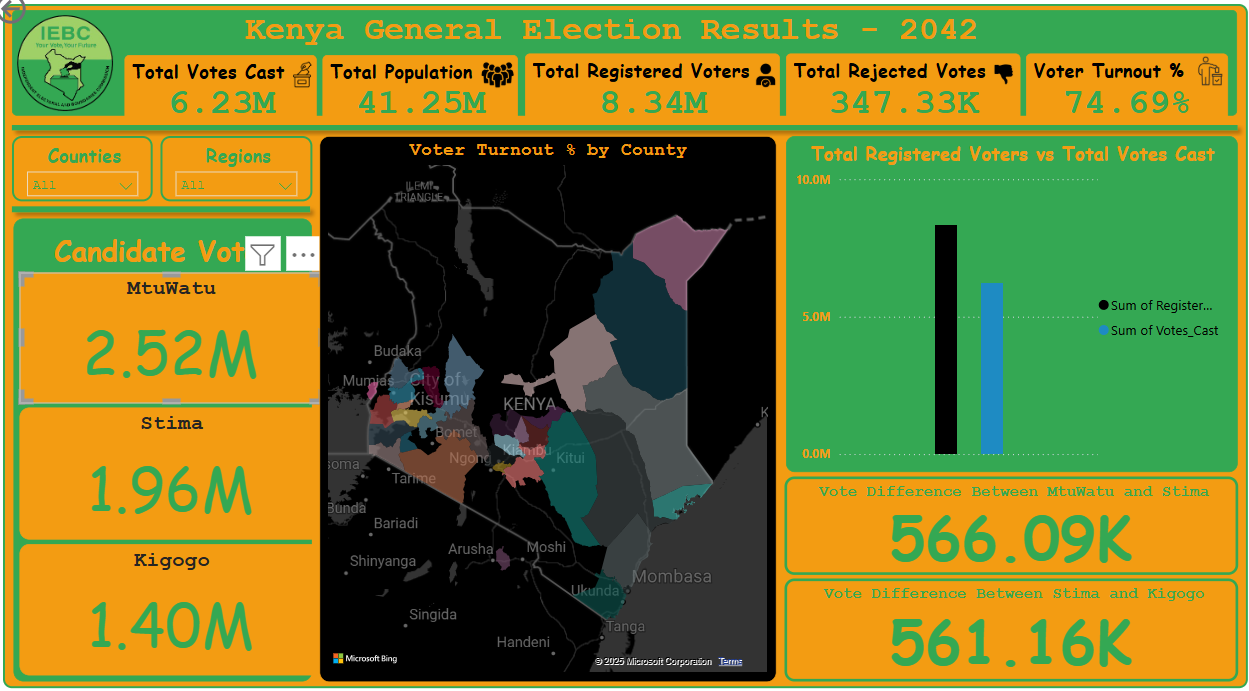 IEBC
Your Vote, Your Future
INDEPENDENT ELECTORAL AND BOUNDARIES COMMISSION
Kenya General Election Results - 2042
Total Votes Cast
6.23M
Total Population
41.25M
Total Registered Voters
8.34M
Total Rejected Votes
347.33K
Voter Turnout %
74.69%
Counties
All
Regions
All
Candidate Vot
MtuWatu
2.52M
Stima
1.96M
Kigogo
1.40M
Voter Turnout % by County
ILEMI
TRIANGLE
Budaka
Mumias
City of
Kisumu
KENYA
K
Bomet
Kiambu
Ngong
Kitui
soma
Tarime
Bunda
Bariadi
Arusha
Moshi
Shinyanga
Mombasa
Ukunda
Singida
Tanga
Handeni
Microsoft Bing
© 2025 Microsoft Corporation Terms
Total Registered Voters vs Total Votes Cast
10.0M
5.0M
0.0M
Sum of Register...
Sum of Votes_Cast
Vote Difference Between MtuWatu and Stima
566.09K
Vote Difference Between Stima and Kigogo
561.16K